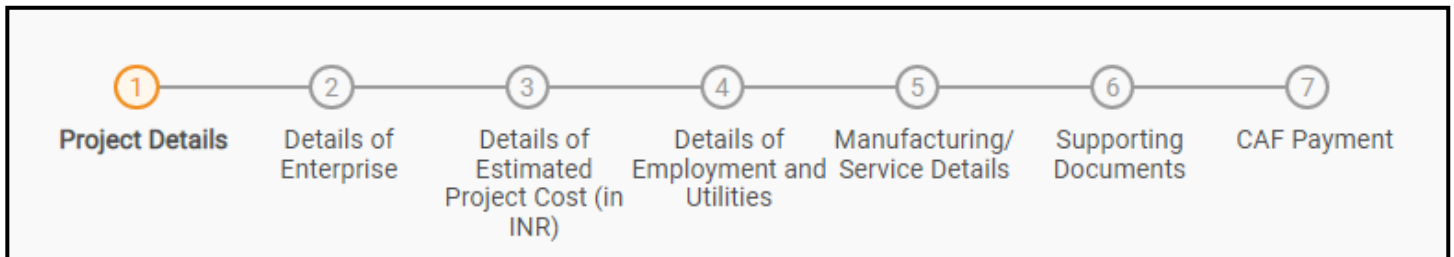 1 2 3 4 5 6 7
Project Details
Details of
Enterprise
Details of
Estimated
Project Cost (in
INR)
Details of
Employment and
Utilities
Manufacturing/
Service Details
Supporting
Documents
CAF Payment